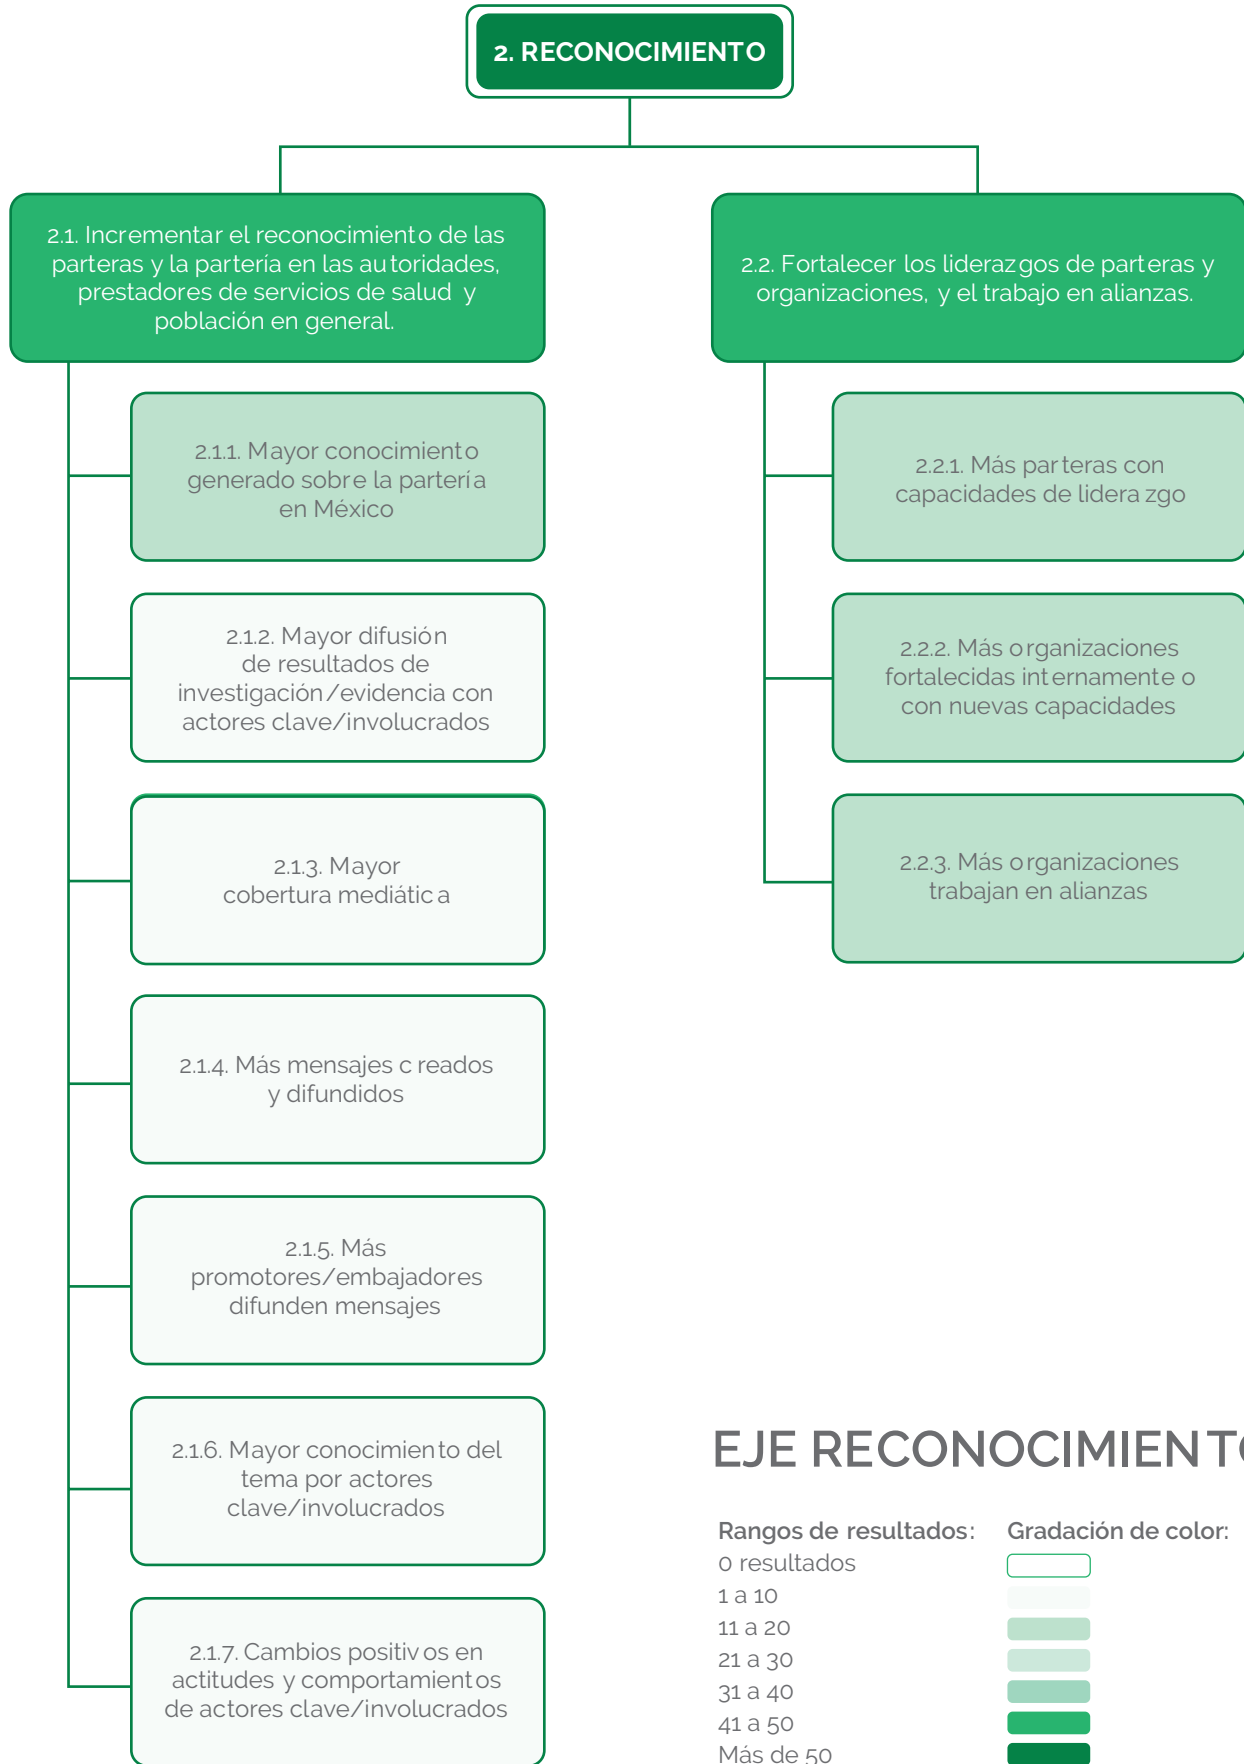 2. RECONOCIMIENTO
2.1. Incrementar el reconocimiento de las
parteras y la partería en las autoridades,
prestadores de servicios de salud y
población en general.
2.1.1. Mayor conocimiento
generado sobre la partería
en México
2.1.2. Mayor difusión
de resultados de
investigación/evidencia con
actores clave/involucrados
2.1.3. Mayor
cobertura mediática
2.1.4. Más mensajes creados
y difundidos
2.1.5. Más
promotores/embajadores
difunden mensajes
2.1.6. Mayor conocimiento del
tema por actores
clave/involucrados
2.1.7. Cambios positivos en
actitudes y comportamientos
de actores clave/involucrados
2.2. Fortalecer los liderazgos de parteras y
organizaciones, y el trabajo en alianzas.
2.2.1. Más parteras con
capacidades de liderazgo
2.2.2. Más organizaciones
fortalecidas internamente o
con nuevas capacidades
2.2.3. Más organizaciones
trabajan en alianzas
EJE RECONOCIMIENTO
Rangos de resultados: Gradación de color:
0 resultados
1 a 10
11 a 20
21 a 30
31 a 40
41 a 50
Más de 50